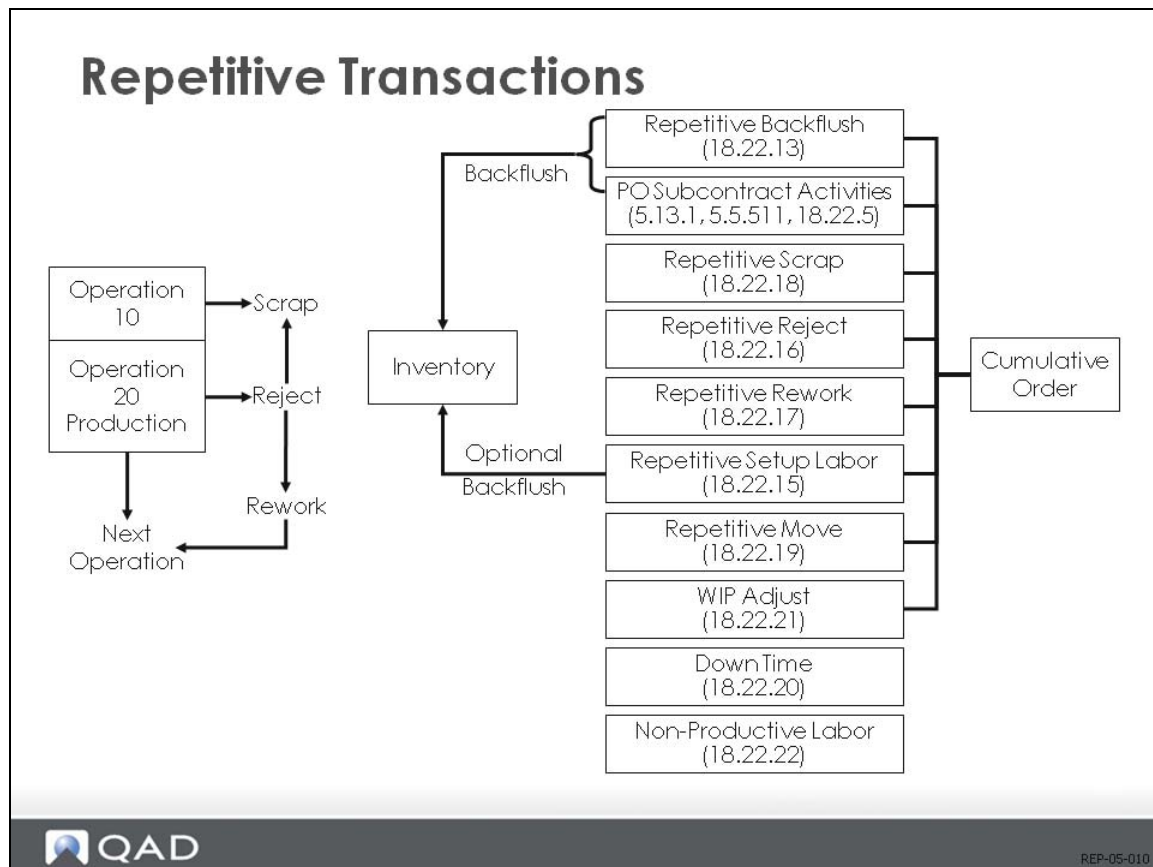 Repetitive Transactions
Operation
10
Operation
20
Production
Scrap
Reject
Rework
Next
Operation
Backflush
Inventory
Optional
Backflush
Repetitive Backflush
(18.22.13)
PO Subcontract Activities
(5.13.1, 5.5.511, 18.22.5)
Repetitive Scrap
(18.22.18)
Repetitive Reject
(18.22.16)
Repetitive Rework
(18.22.17)
Repetitive Setup Labor
(18.22.15)
Repetitive Move
(18.22.19)
WIP Adjust
(18.22.21)
Down Time
(18.22.20)
Non-Productive Labor
(18.22.22)
Cumulative
Order
QAD
REP-05-010